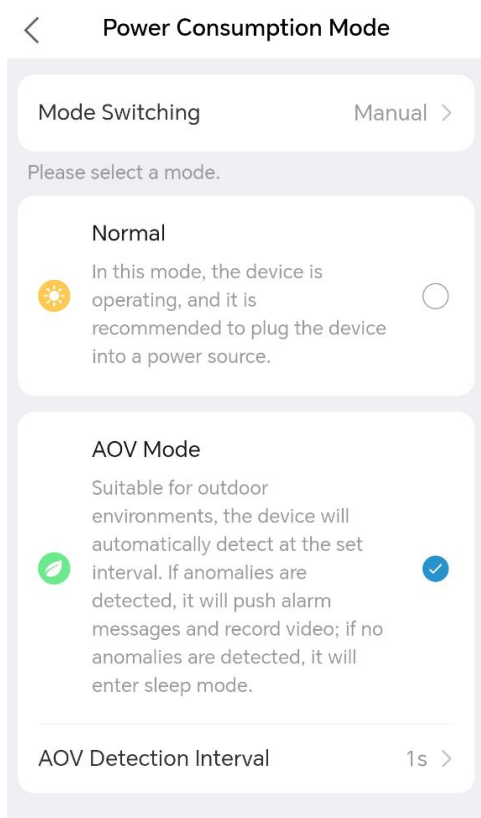 Power Consumption Mode
Mode Switching Manual
Please select a mode.
Normal
In this mode, the device is
operating, and it is
recommended to plug the device
into a power source.
AOV Mode
Suitable for outdoor
environments, the device will
automatically detect at the set
interval. If anomalies are
detected, it will push alarm
messages and record video; if no
anomalies are detected, it will
enter sleep mode.
AOV Detection Interval 1s